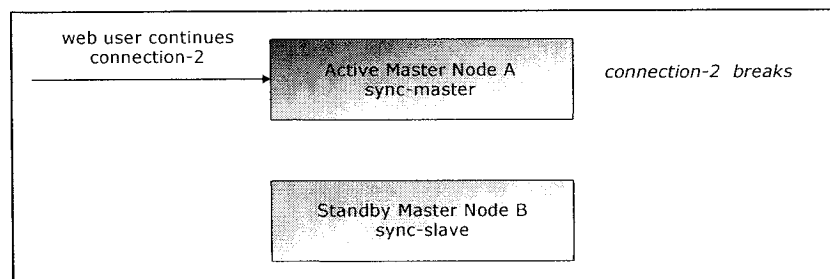 web user continues
connection-2
Active Master Node A
sync-master
connection-2 breaks
Standby Master Node B
sync-slave